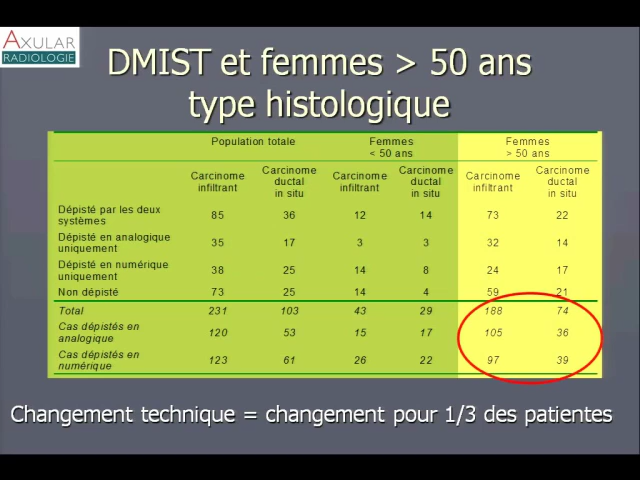 AXULAR
RADIOLOGIE
DMIST et femmes > 50 ans
type histologique
Population totale Femmes < 50 ans Femmes > 50 ans
Carcinome infiltrant Carcinome ductal in situ Carcinome infiltrant Carcinome ductal in situ Carcinome infiltrant Carcinome ductal in situ
Dépisté par les deux systèmes 85 36 12 14 73 22
Dépisté en analogique uniquement 35 17 3 3 32 14
Dépisté en numérique uniquement 38 25 14 8 24 17
Non dépisté 73 25 14 4 59 21
Total 231 103 43 29 188 74
Cas dépistés en analogique 120 53 15 17 105 36
Cas dépistés en numérique 123 61 26 22 97 39
Changement technique = changement pour 1/3 des patientes